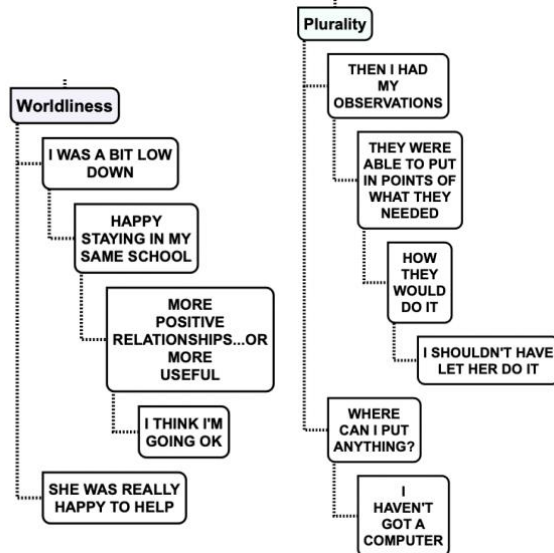 Worldliness
I WAS A BIT LOW
DOWN
HAPPY
STAYING IN MY
SAME SCHOOL
MORE
POSITIVE
RELATIONSHIPS...OR
MORE
USEFUL
I THINK I'M
GOING OK
SHE WAS REALLY
HAPPY TO HELP
Plurality
THEN I HAD
MY
OBSERVATIONS
THEY WERE
ABLE TO PUT
IN POINTS OF
WHAT THEY
NEEDED
HOW
THEY
WOULD
DO IT
I SHOULDN'T HAVE
LET HER DO IT
WHERE
CAN I PUT
ANYTHING?
I
HAVEN'T
GOT A
COMPUTER